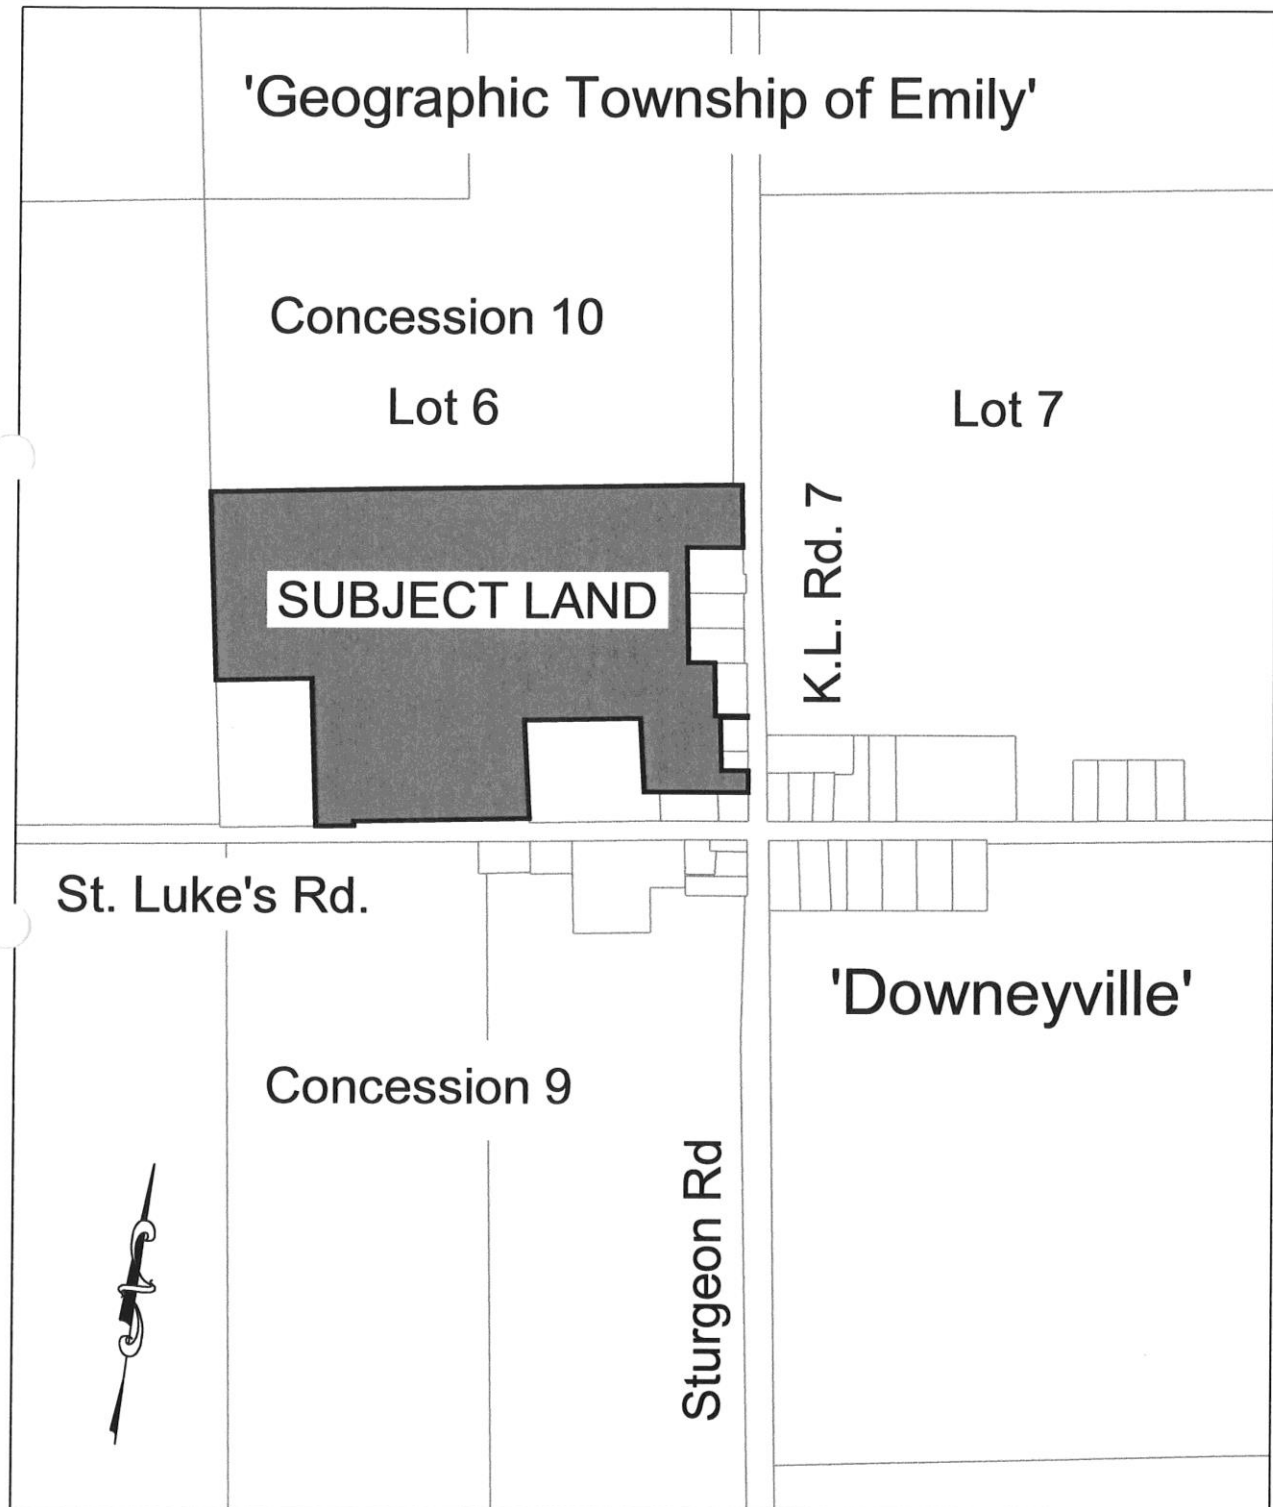 'Geographic Township of Emily'
Concession 10
Lot 6
Lot 7
SUBJECT LAND
K.L. Rd. 7
St. Luke's Rd.
'Downeyville'
Concession 9
Sturgeon Rd